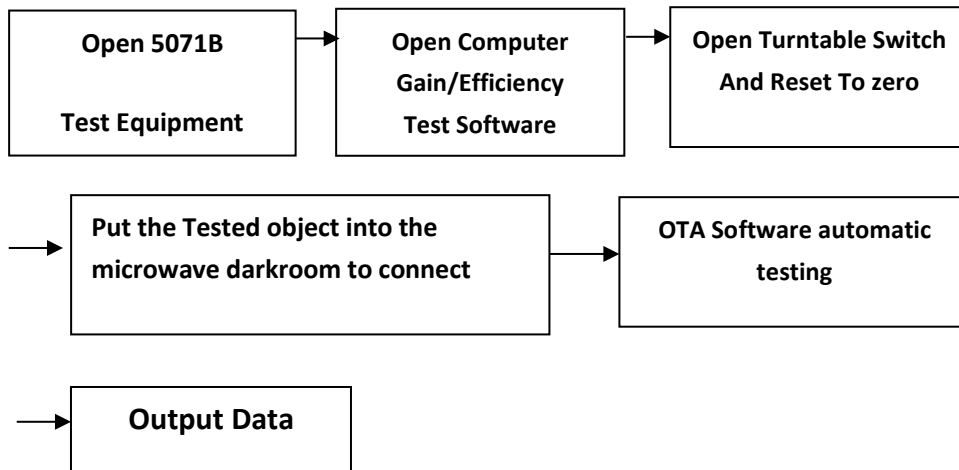 Open 5071B
Test Equipment
Open Computer
Gain/Efficiency
Test Software
Open Turntable Switch
And Reset To zero
Put the Tested object into the
microwave darkroom to connect
OTA Software automatic
testing
Output Data